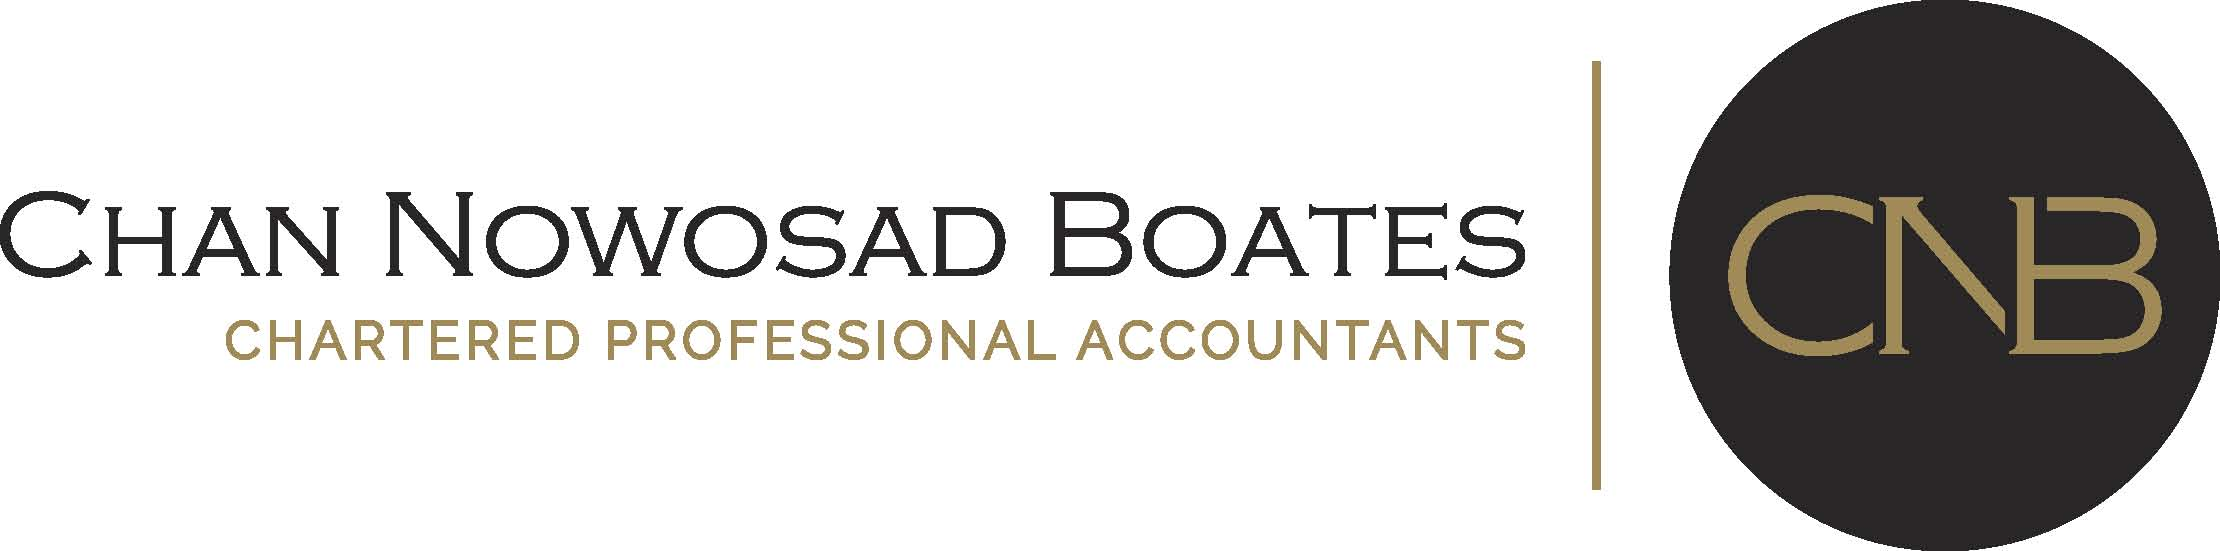 CHAN NOWOSAD BOATES
CHARTERED PROFESSIONAL ACCOUNTANTS
CNB